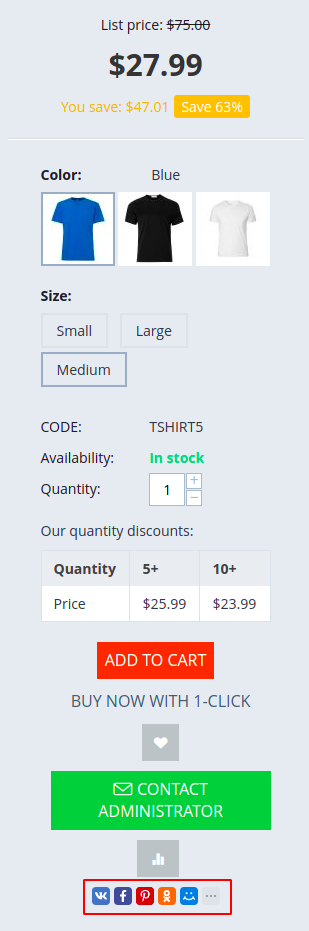 List price: $75.00
$27.99
You save: $47.01 Save 63%
Color: Blue
Size:
Small Large
Medium
CODE: TSHIRT5
Availability: In stock
Quantity: 1 + −
Our quantity discounts:
Quantity 5+ 10+
Price $25.99 $23.99
ADD TO CART
BUY NOW WITH 1-CLICK
CONTACT
ADMINISTRATOR